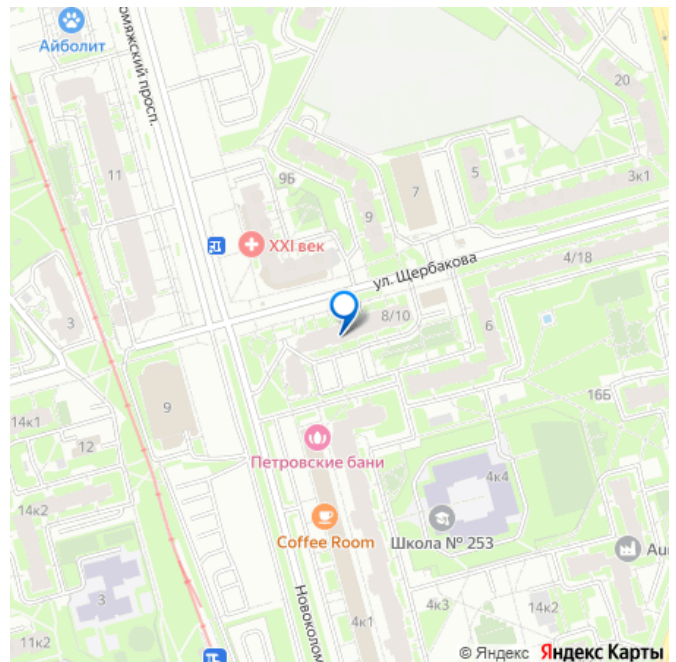 Айболит
омяжский просп.
20
11
9Б
5
7
3к1
9
XXI век
ул. Щербакова
4/18
3
8/10
6
9
16Б
14к1
12
Петровские бани
4к4
14к2
Coffee Room
Школа № 253
Au
3
Новоколом
4к3
14к2
4к1
11к2
© Яндекс Яндекс Карты